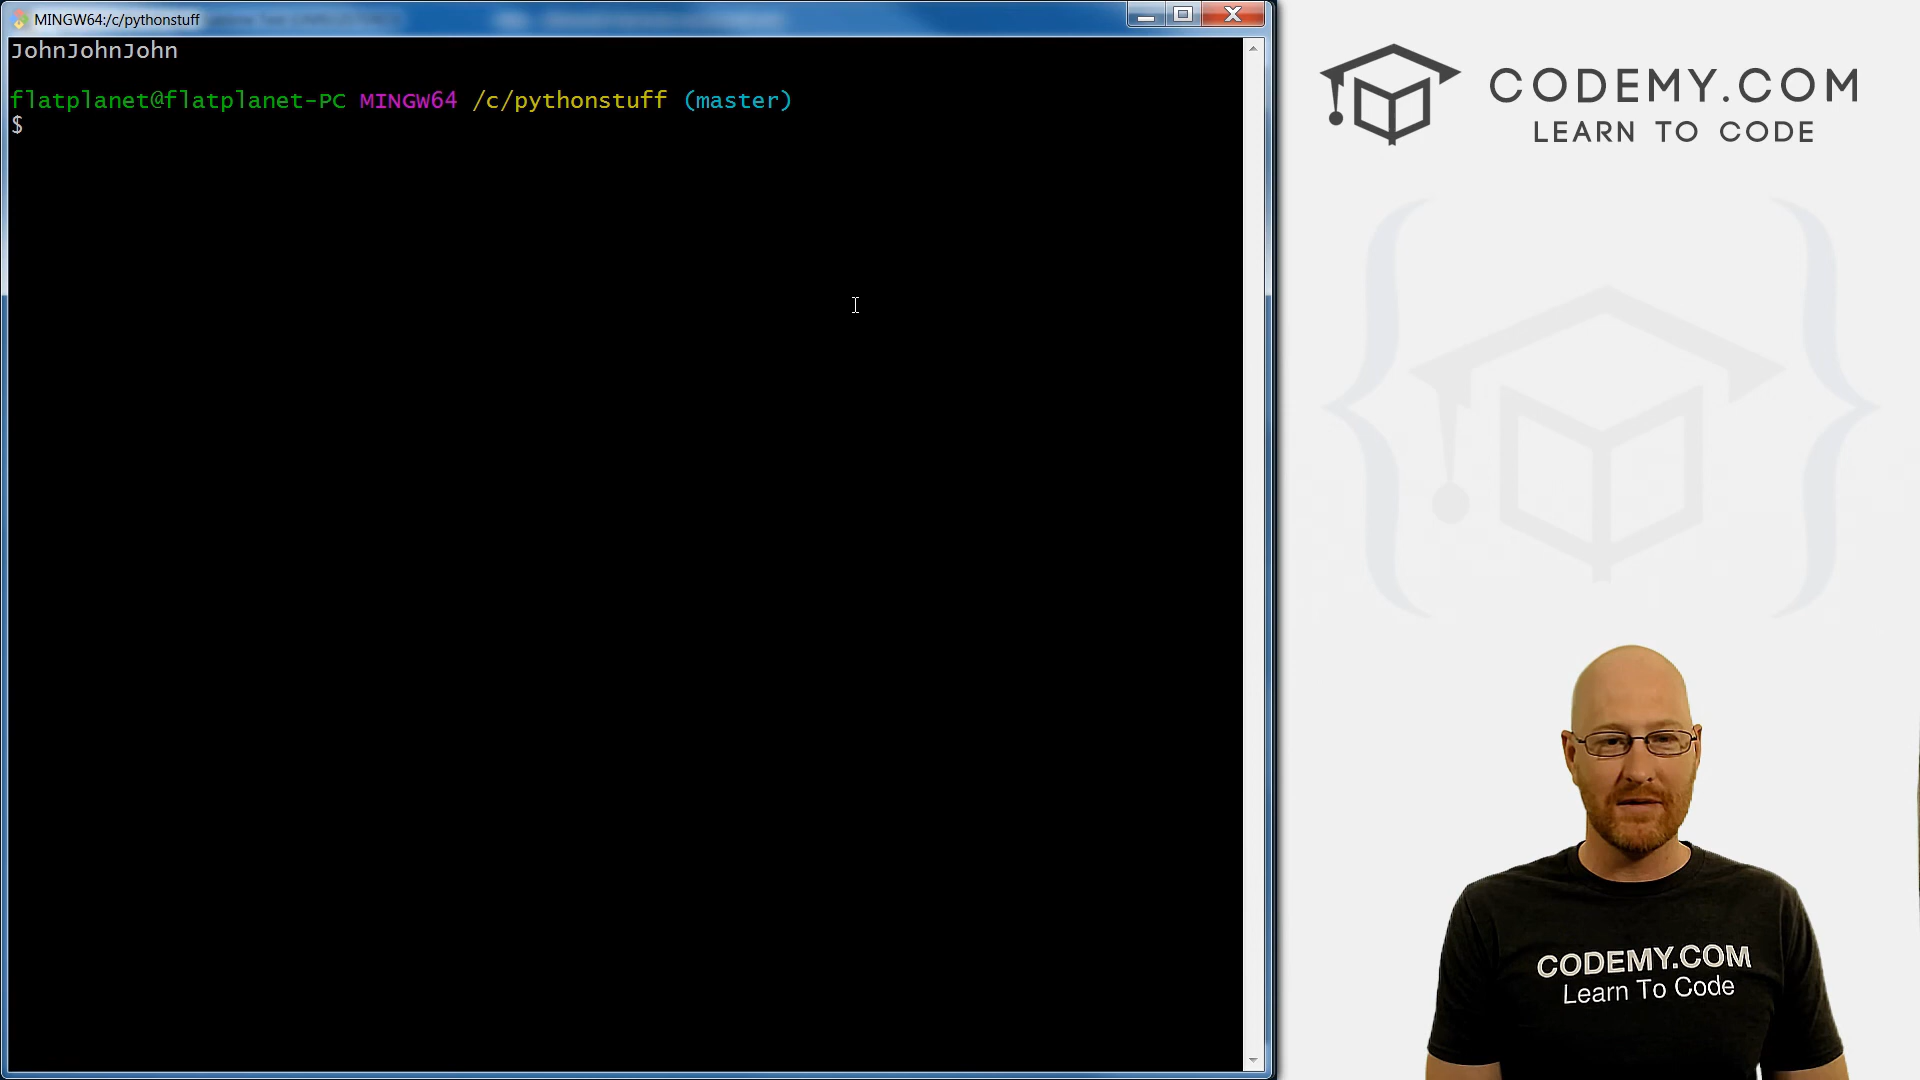 MINGW64:/c/pythonstuff
JohnJohnJohn
flatplanet@flatplanet-PC MINGW64 /c/pythonstuff (master)
$
CODEMY.COM
LEARN TO CODE
CODEMY.COM
Learn To Code